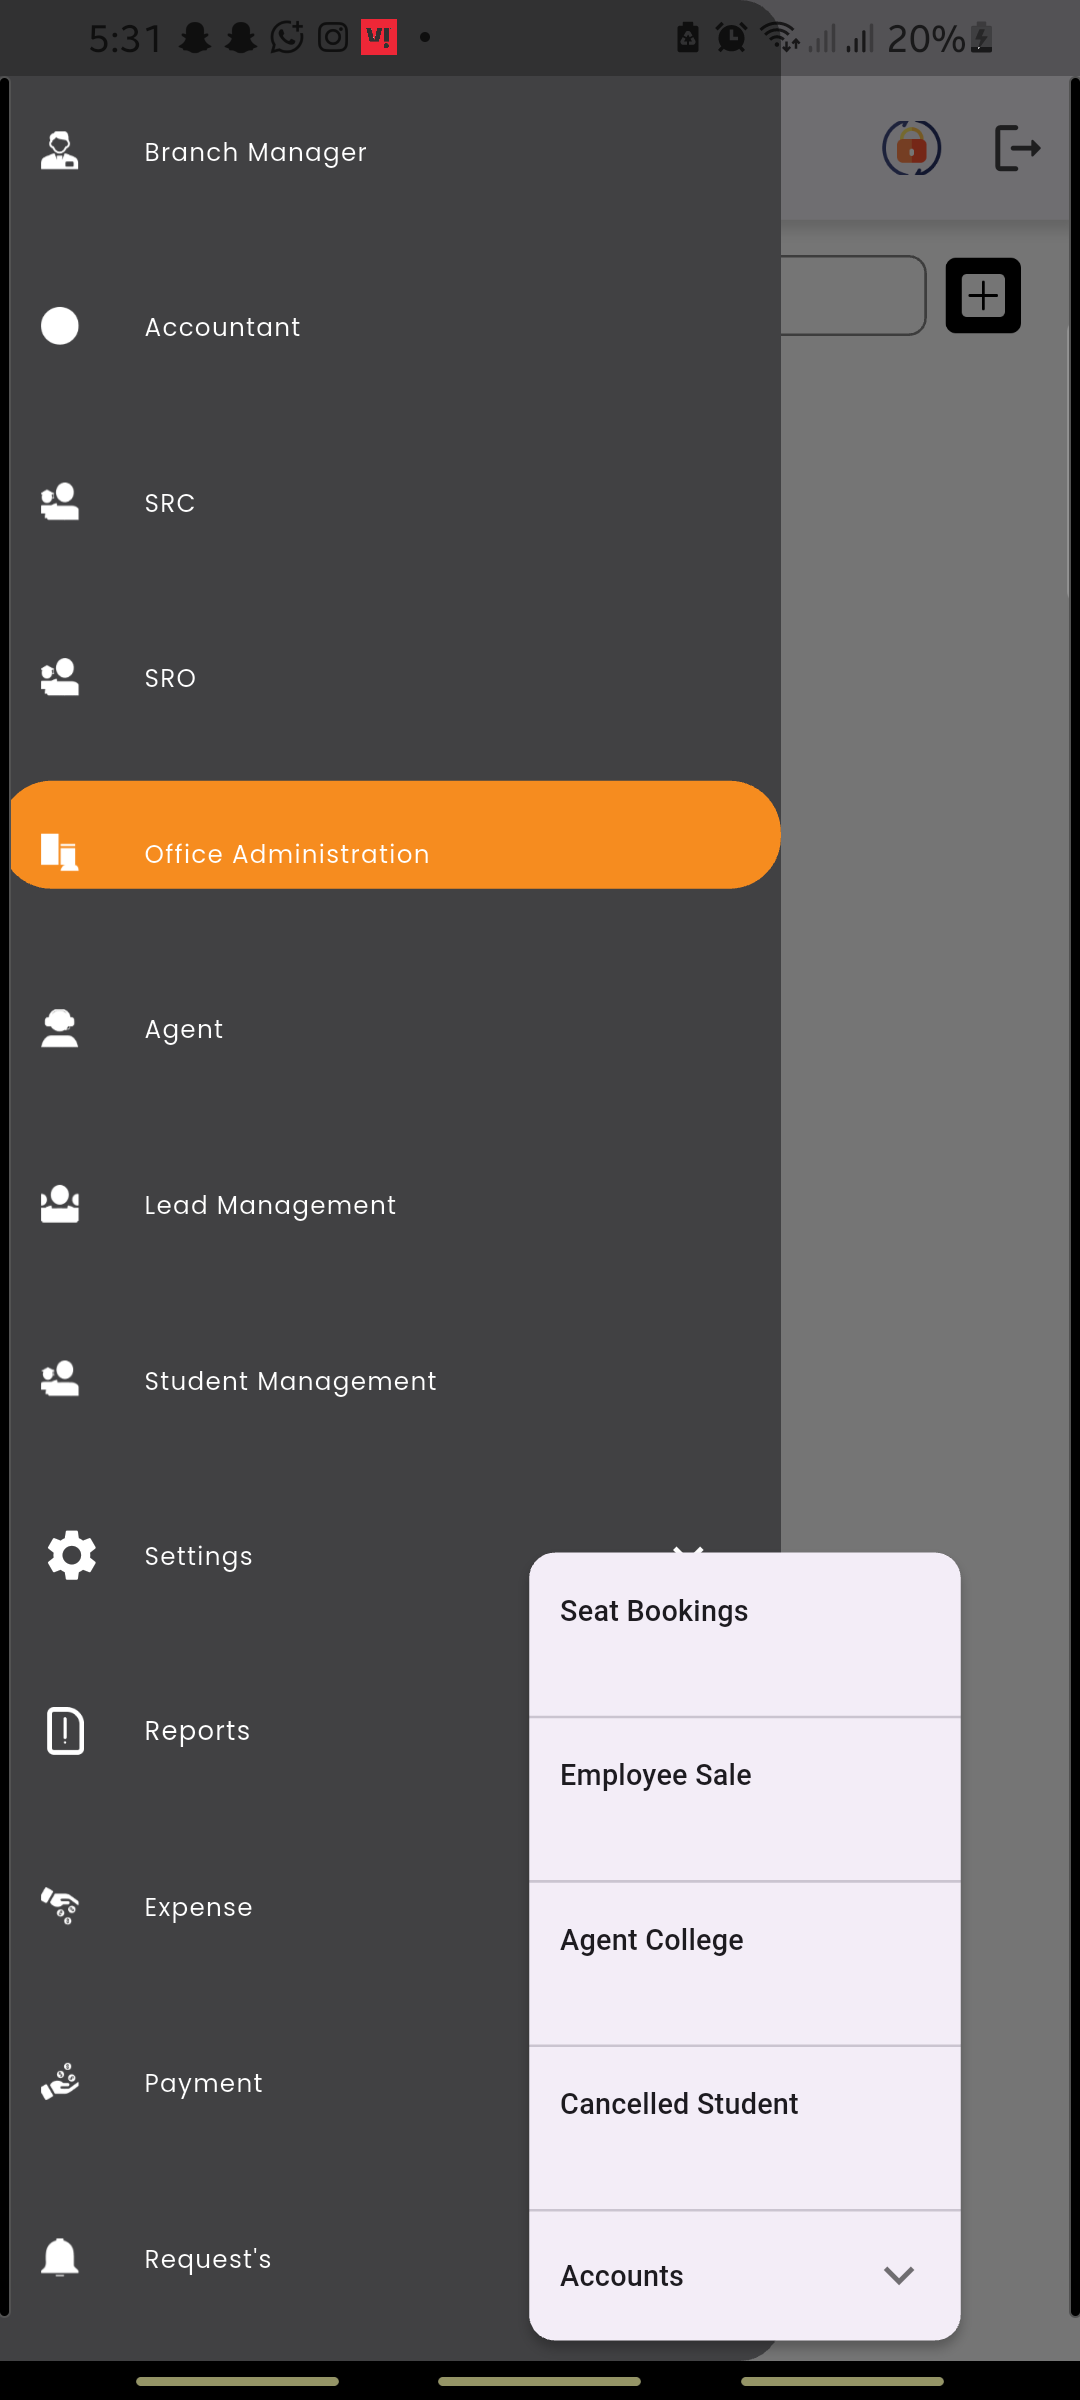 5:31 V! 20%
Branch Manager
Accountant
SRC
SRO
Office Administration
Agent
Lead Management
Student Management
Settings
Reports
Expense
Payment
Request's
Seat Bookings
Employee Sale
Agent College
Cancelled Student
Accounts